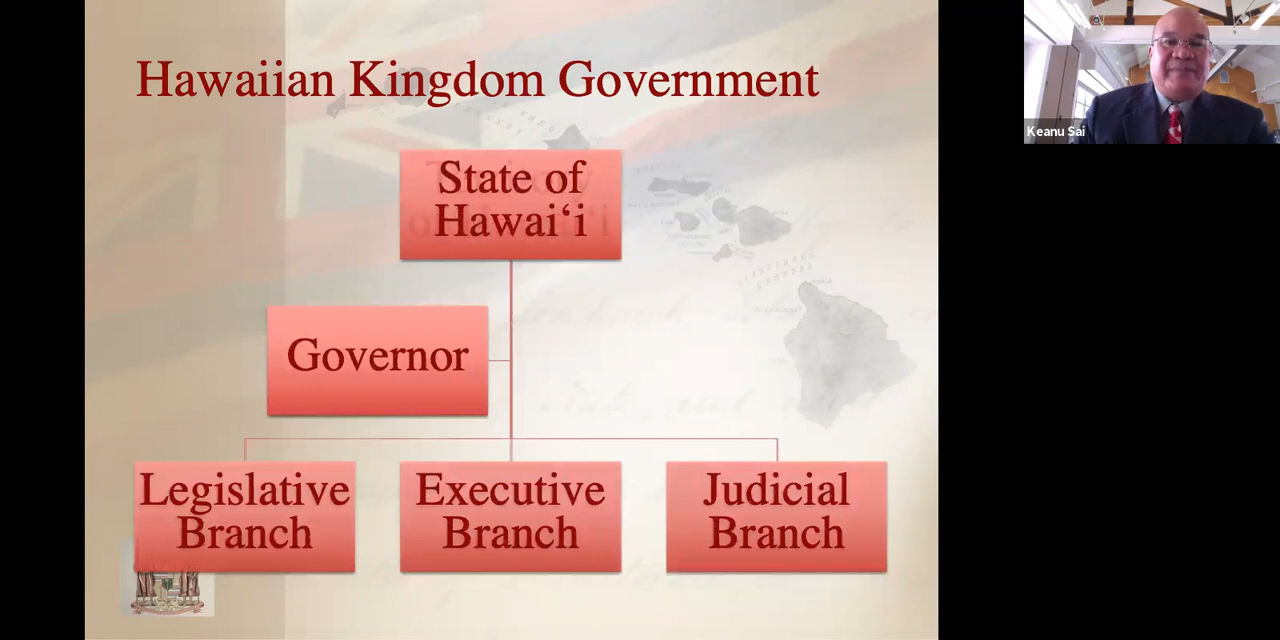 Hawaiian Kingdom Government
State of
Hawai‘i
Governor
Legislative
Branch
Executive
Branch
Judicial
Branch
Keanu Sai